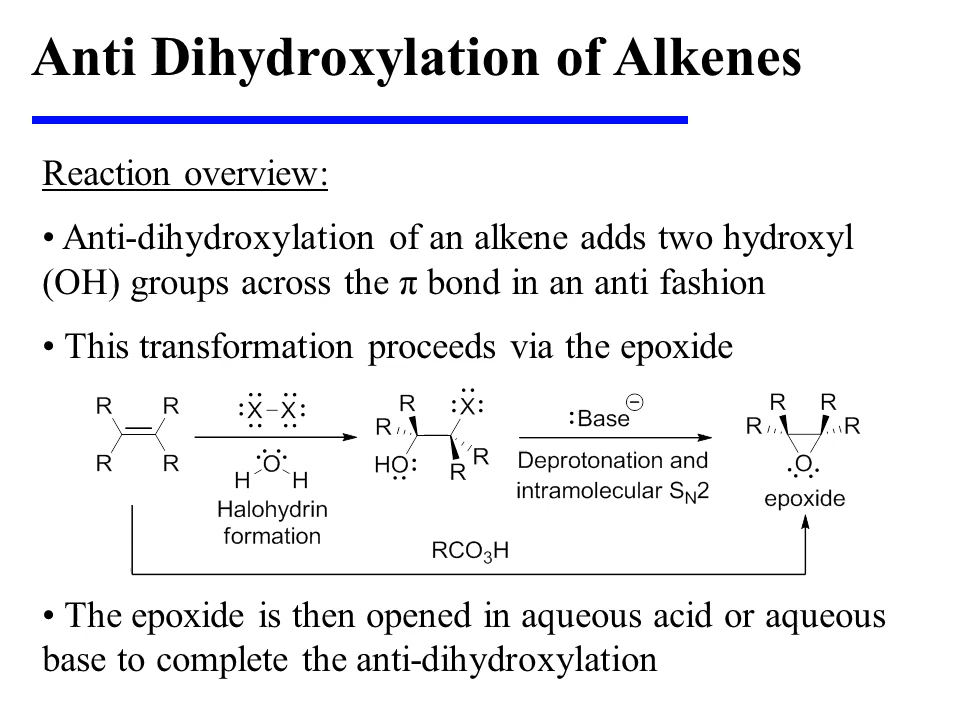 Anti Dihydroxylation of Alkenes
Reaction overview:
• Anti-dihydroxylation of an alkene adds two hydroxyl
(OH) groups across the π bond in an anti fashion
• This transformation proceeds via the epoxide
R R R R
X–X
H O H
Halohydrin
formation
R R HO X R R
Base⊖
Deprotonation and
intramolecular SN2
R R R R O
epoxide
RCO3H
• The epoxide is then opened in aqueous acid or aqueous
base to complete the anti-dihydroxylation